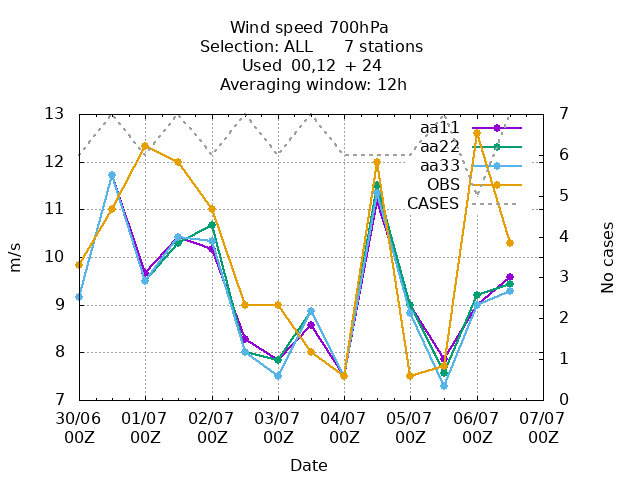 Wind speed 700hPa
Selection: ALL      7 stations
Used  00,12  + 24
Averaging window: 12h
13
12
11
10
9
8
7
m/s
7
6
5
4
3
2
1
0
No cases
aa11
aa22
aa33
OBS
CASES
30/06 01/07 02/07 03/07 04/07 05/07 06/07 07/07
00Z 00Z 00Z 00Z 00Z 00Z 00Z 00Z
Date